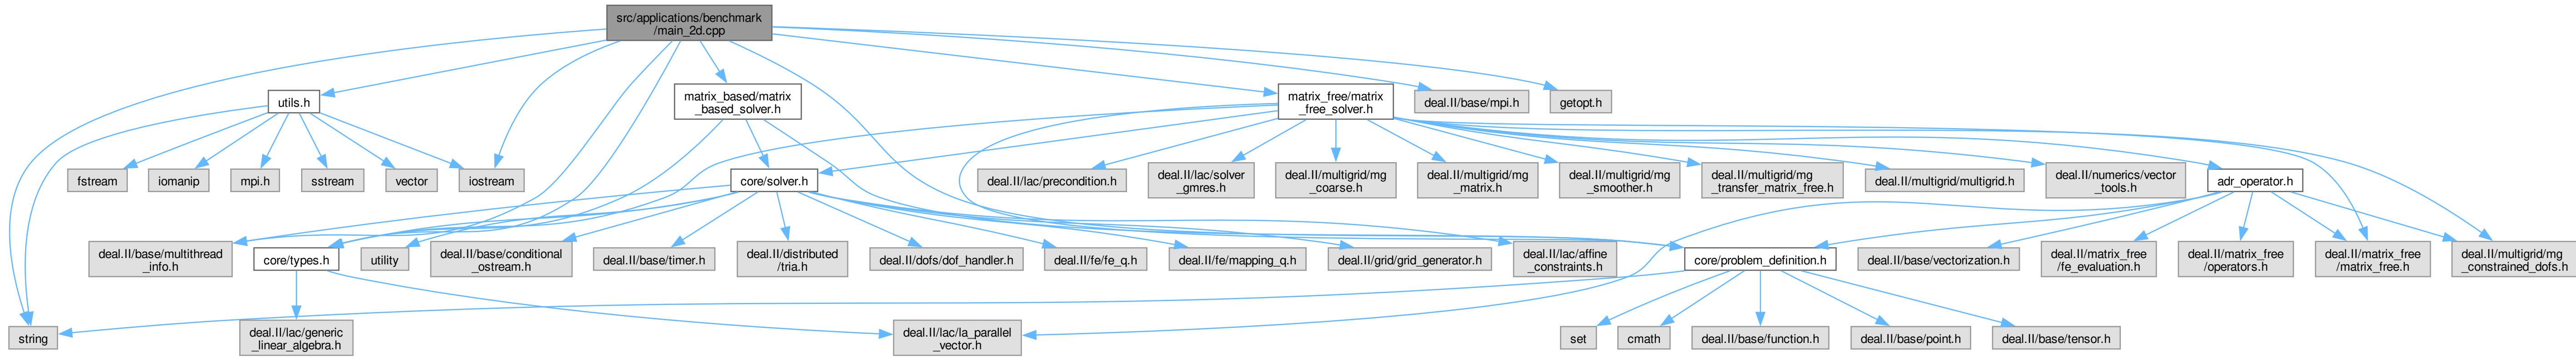 src/applications/benchmark
/main_2d.cpp
utils.h
matrix_based/matrix
_based_solver.h
matrix_free/matrix
_free_solver.h
deal.II/base/mpi.h
getopt.h
fstream
iomanip
mpi.h
sstream
vector
iostream
core/solver.h
deal.II/lac/precondition.h
deal.II/lac/solver
_gmres.h
deal.II/multigrid/mg
_coarse.h
deal.II/multigrid/mg
_matrix.h
deal.II/multigrid/mg
_smoother.h
deal.II/multigrid/mg
_transfer_matrix_free.h
deal.II/multigrid/multigrid.h
deal.II/numerics/vector
_tools.h
adr_operator.h
deal.II/base/multithread
_info.h
core/types.h
utility
deal.II/base/conditional
_ostream.h
deal.II/base/timer.h
deal.II/distributed
/tria.h
deal.II/dofs/dof_handler.h
deal.II/fe/fe_q.h
deal.II/fe/mapping_q.h
deal.II/grid/grid_generator.h
deal.II/lac/affine
_constraints.h
core/problem_definition.h
deal.II/base/vectorization.h
deal.II/matrix_free
/fe_evaluation.h
deal.II/matrix_free
/operators.h
deal.II/matrix_free
/matrix_free.h
deal.II/multigrid/mg
_constrained_dofs.h
string
deal.II/lac/generic
_linear_algebra.h
deal.II/lac/la_parallel
_vector.h
set
cmath
deal.II/base/function.h
deal.II/base/point.h
deal.II/base/tensor.h